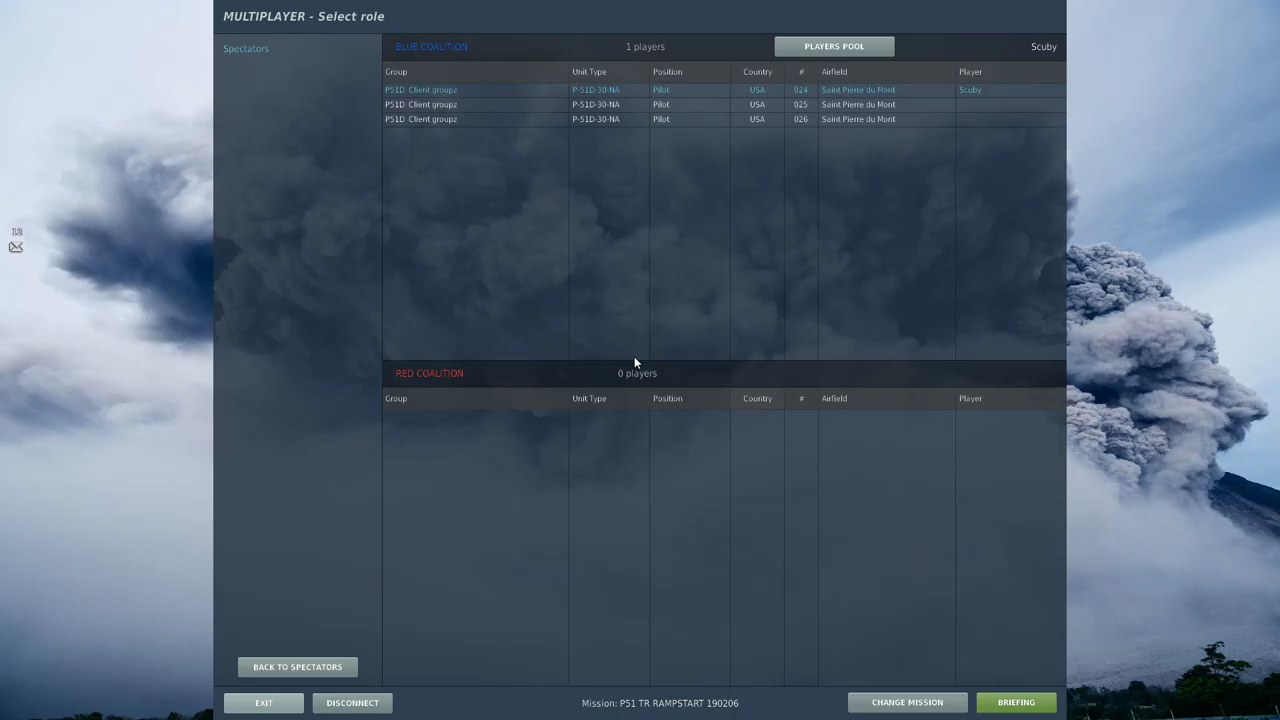 MULTIPLAYER - Select role
Spectators
BLUE COALITION 1 players PLAYERS POOL Scuby
Group Unit Type Position Country # Airfield Player
P51D Client groupz P-51D-30-NA Pilot USA 024 Saint Pierre du Mont Scuby
P51D Client groupz P-51D-30-NA Pilot USA 025 Saint Pierre du Mont
P51D Client groupz P-51D-30-NA Pilot USA 026 Saint Pierre du Mont
12
RED COALITION 0 players
Group Unit Type Position Country # Airfield Player
BACK TO SPECTATORS
EXIT DISCONNECT Mission: P51 TR RAMPSTART 190206 CHANGE MISSION BRIEFING